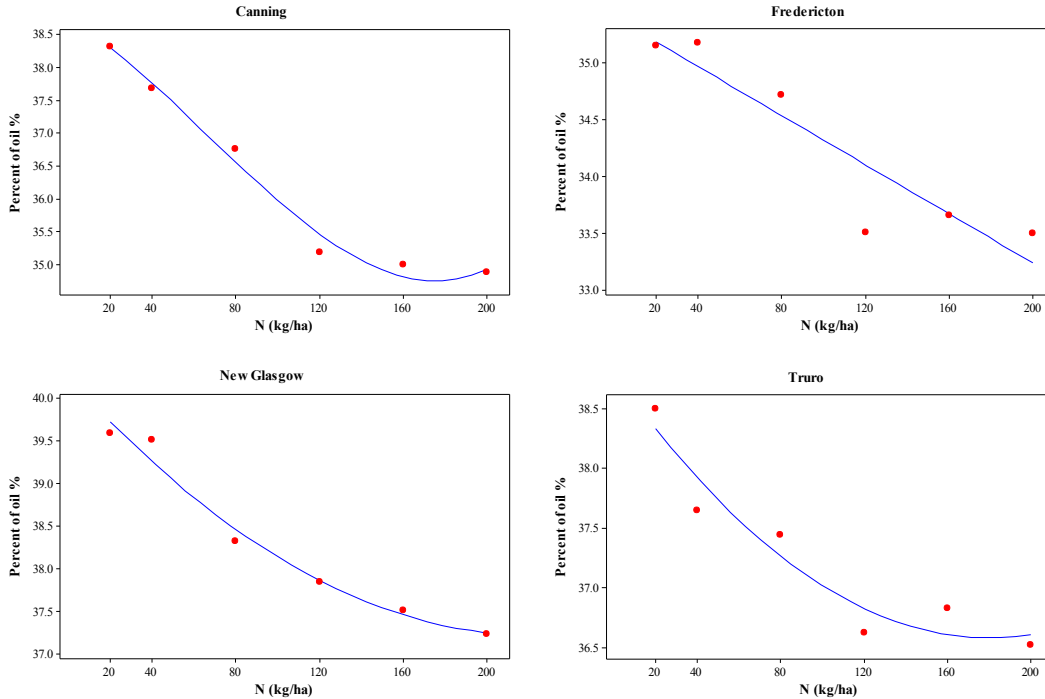 Canning
Percent of oil %
38.5
38.0
37.5
37.0
36.5
36.0
35.5
35.0
20 40 80 120 160 200
N (kg/ha)
Fredericton
Percent of oil %
35.0
34.5
34.0
33.5
33.0
20 40 80 120 160 200
N (kg/ha)
New Glasgow
Percent of oil %
40.0
39.5
39.0
38.5
38.0
37.5
37.0
20 40 80 120 160 200
N (kg/ha)
Truro
Percent of oil %
38.5
38.0
37.5
37.0
36.5
20 40 80 120 160 200
N (kg/ha)